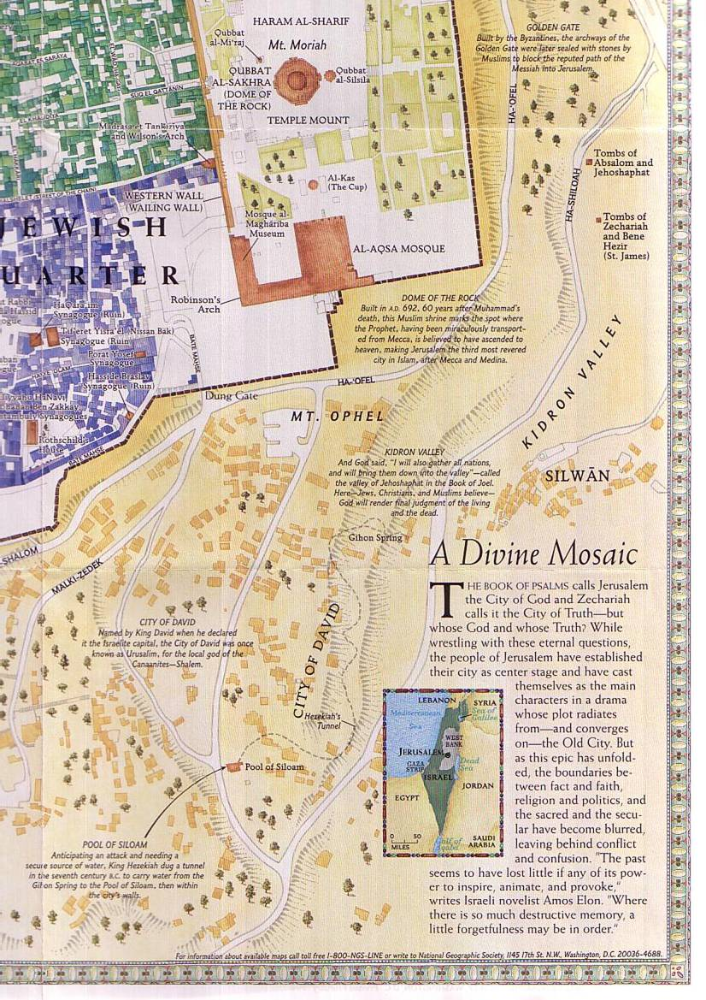 HARAM AL-SHARIF
Qubbat
al-Mi'raj
Mt. Moriah
QUBBAT
AL-SAKHRA
(DOME OF
THE ROCK)
Qubbat
al-Silsila
TEMPLE MOUNT
GOLDEN GATE
Built by the Byzantines, the archways of the
Golden Gate were later sealed with stones by
Muslims to block the reputed path of the
Messiah into Jerusalem.
HA-'OFEL
SUQ EL QATTANIN
Madrasa et Tankiziya
and Wilson's Arch
(STREET OF THE CHAIN)
WESTERN WALL
(WAILING WALL)
Al-Kas
(The Cup)
Mosque al-
Maghāriba
Museum
AL-AQSA MOSQUE
Tombs of
Absalom and
Jehoshaphat
HA-SHILOAH
Tombs of
Zechariah
and Bene
Hezir
(St. James)
JEWISH
UARTER
Robinson's
Arch
HaQara'im
Synagogue (Ruin)
Tif'eret Yisra'el (Nissan Bak)
Synagogue (Ruin)
Porat Yosef
Synagogue
Hasside Braslav
Synagogue (Ruin)
Synagogues
Rothschild's
House
BATE MAHSE
BATE MAHSE
DOME OF THE ROCK
Built in A.D. 692, 60 years after Muhammad's
death, this Muslim shrine marks the spot where
the Prophet, having been miraculously transport-
ed from Mecca, is believed to have ascended to
heaven, making Jerusalem the third most revered
city in Islam, after Mecca and Medina.
HA-'OFEL
Dung Gate
MT. OPHEL
KIDRON VALLEY
KIDRON VALLEY
And God said, "I will also gather all nations,
and will bring them down into the valley"—called
the valley of Jehoshaphat in the Book of Joel.
Here—Jews, Christians, and Muslims believe—
God will render final judgment of the living
and the dead.
SILWĀN
Gihon Spring
-SHALOM
MALKI-ZEDEK
CITY OF DAVID
Named by King David when he declared
it the Israelite capital, the City of David was once
known as Urusalim, for the local god of the
Canaanites—Shalem.
CITY OF DAVID
Hezekiah's
Tunnel
Pool of Siloam
POOL OF SILOAM
Anticipating an attack and needing a
secure source of water, King Hezekiah dug a tunnel
in the seventh century B.C. to carry water from the
Gihon Spring to the Pool of Siloam, then within
the city's walls.
A Divine Mosaic
THE BOOK OF PSALMS calls Jerusalem
the City of God and Zechariah
calls it the City of Truth—but
whose God and whose Truth? While
wrestling with these eternal questions,
the people of Jerusalem have established
their city as center stage and have cast
themselves as the main
characters in a drama
whose plot radiates
from—and converges
on—the Old City. But
as this epic has unfold-
ed, the boundaries be-
tween fact and faith,
religion and politics, and
the sacred and the secu-
lar have become blurred,
leaving behind conflict
and confusion. "The past
seems to have lost little if any of its pow-
er to inspire, animate, and provoke,"
writes Israeli novelist Amos Elon. "Where
there is so much destructive memory, a
little forgetfulness may be in order."
LEBANON
SYRIA
Mediterranean
Sea
Sea of
Galilee
WEST
BANK
JERUSALEM
GAZA
STRIP
Dead
Sea
ISRAEL
JORDAN
EGYPT
0 50
MILES
SAUDI
ARABIA
Gulf of
Aqaba
For information about available maps call toll free 1-800-NGS-LINE or write to National Geographic Society, 1145 17th St. N.W., Washington, D.C. 20036-4688.